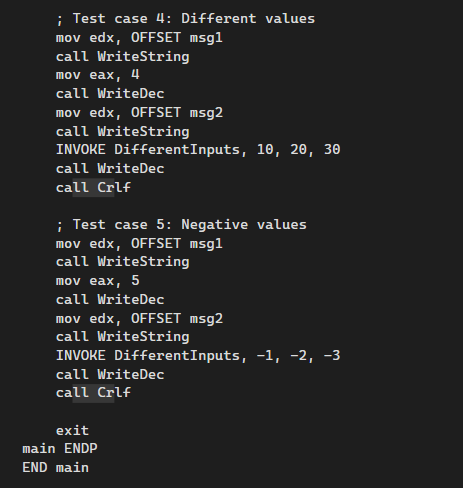 ; Test case 4: Different values
mov edx, OFFSET msg1
call WriteString
mov eax, 4
call WriteDec
mov edx, OFFSET msg2
call WriteString
INVOKE DifferentInputs, 10, 20, 30
call WriteDec
call Crlf
; Test case 5: Negative values
mov edx, OFFSET msg1
call WriteString
mov eax, 5
call WriteDec
mov edx, OFFSET msg2
call WriteString
INVOKE DifferentInputs, -1, -2, -3
call WriteDec
call Crlf
exit
main ENDP
END main